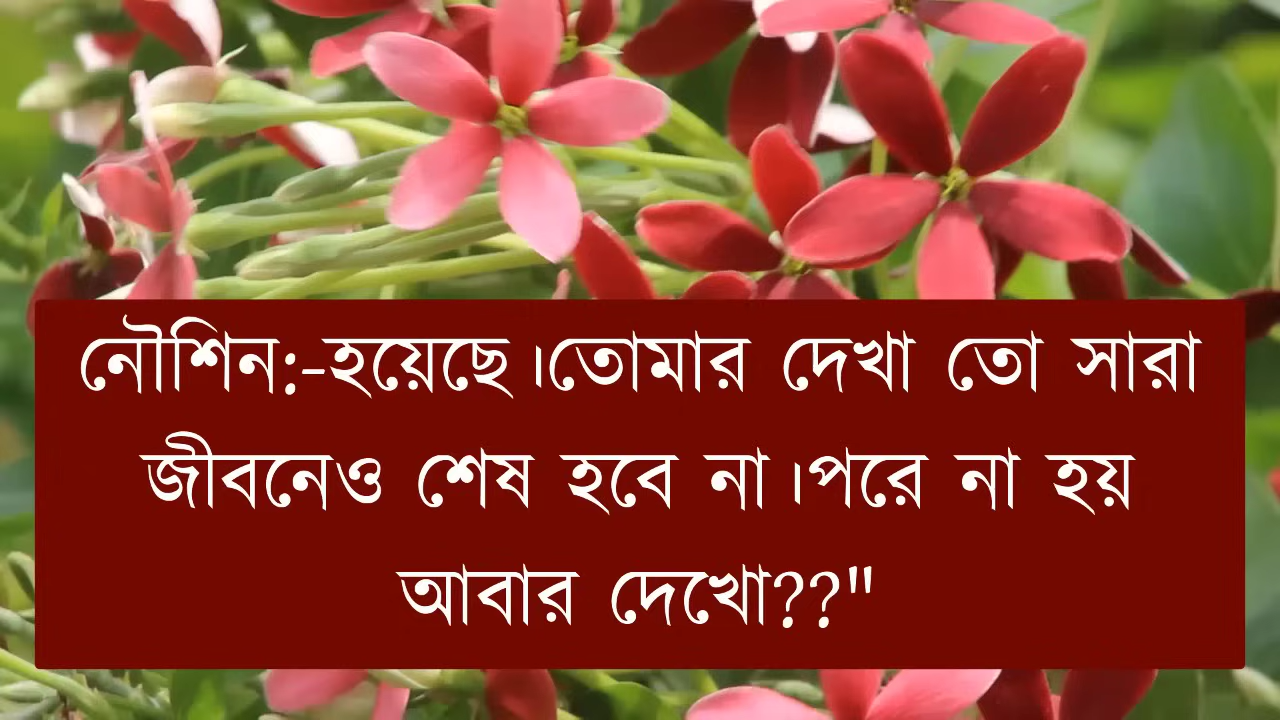 নৌশিন:-হয়েছে।তোমার দেখা তো সারা
জীবনেও শেষ হবে না।পরে না হয়
আবার দেখো??"